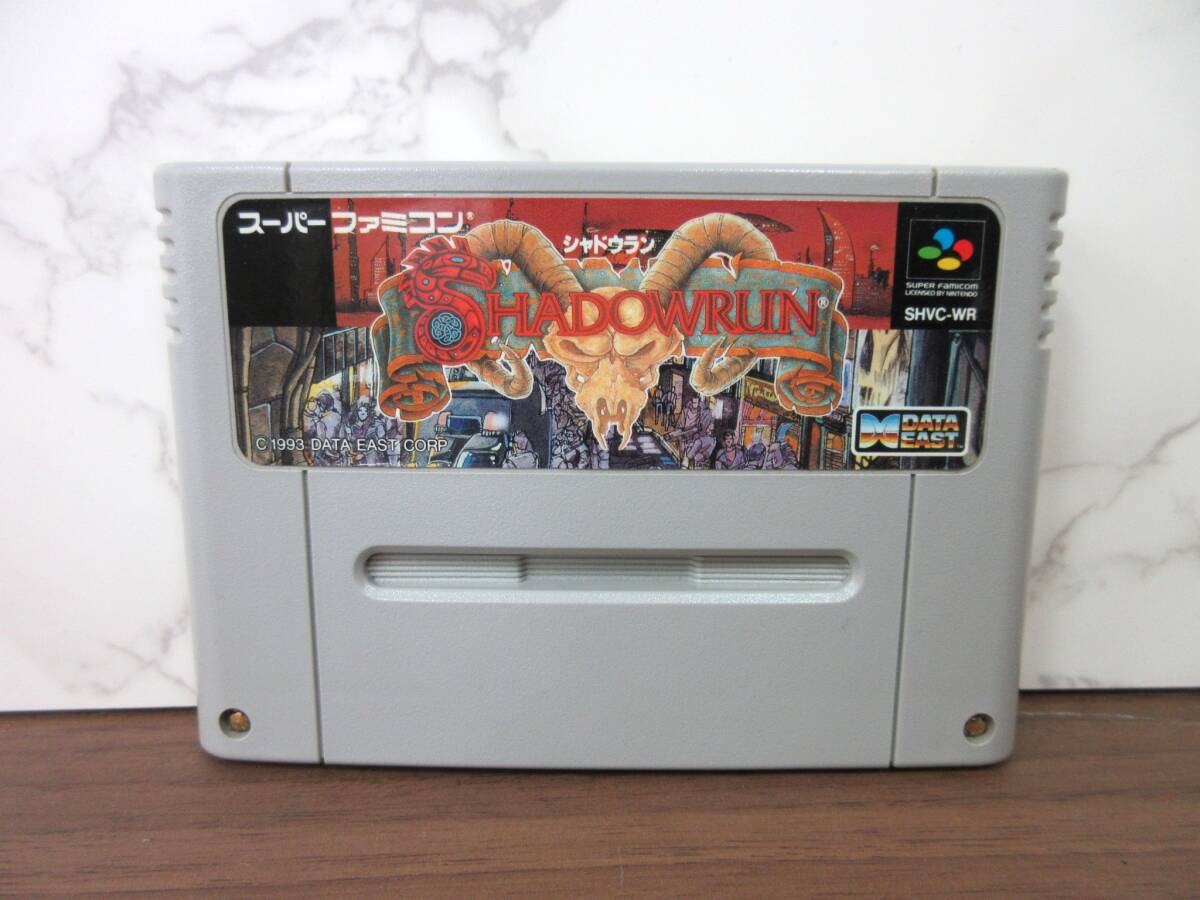 スーパーファミコン®
シャドウラン
SHADOWRUN®
SUPER FAMICOM
LICENSED BY NINTENDO
SHVC-WR
DATA
EAST
C 1993 DATA EAST CORP